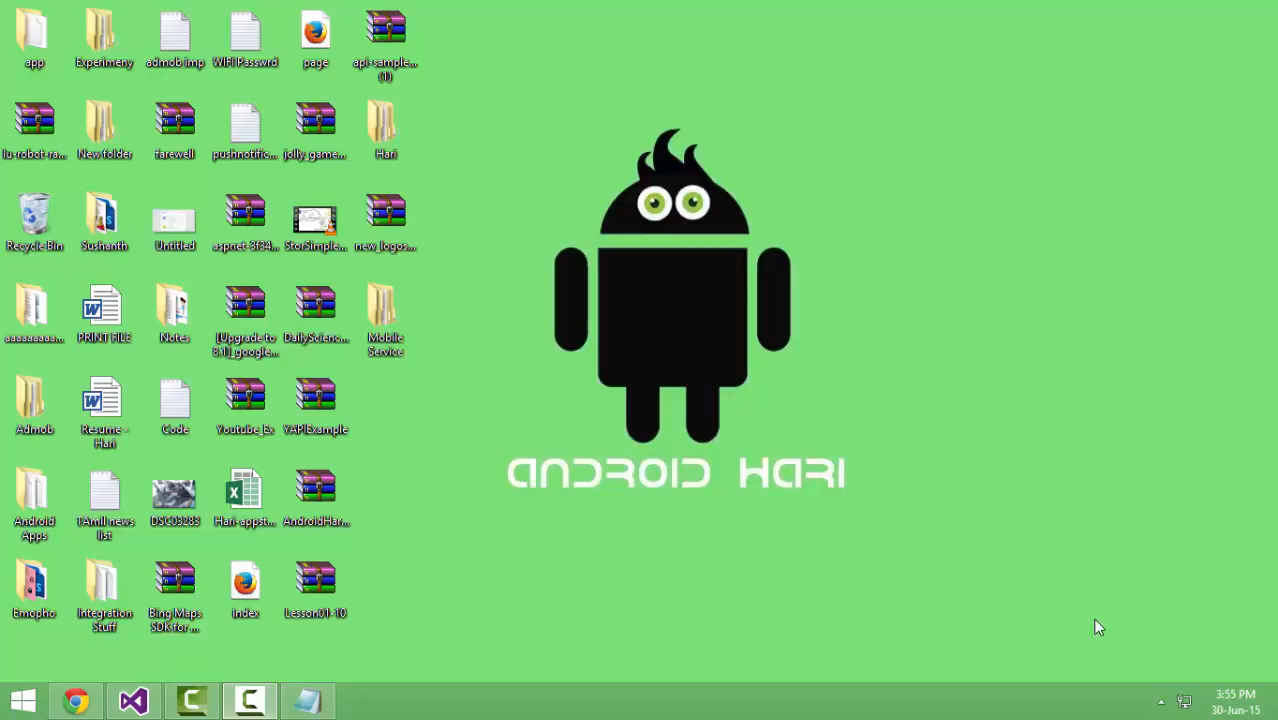 app
Experimeny
admob imp
WIFI Passwrd
page
api-sample...
(1)
lu-robot-ra...
New folder
farewell
pushnotific...
jolly_game...
Hari
Recycle Bin
Sushanth
Untitled
aspnet-3f34...
StorSimple...
new_logos...
aaaaaaaaa...
PRINT FILE
Notes
[Upgrade to
8.1]_google...
DailyScienc...
Mobile
Service
Admob
Resume -
Hari
Code
Youtube_Ex
YAPIExample
Android
Apps
TAmil news
list
DSC03283
Hari-appst...
AndroidHar...
Emopho
Integration
Stuff
Bing Maps
SDK for ...
index
Lesson01-10
ANDROID HARI
3:55 PM
30-Jun-15